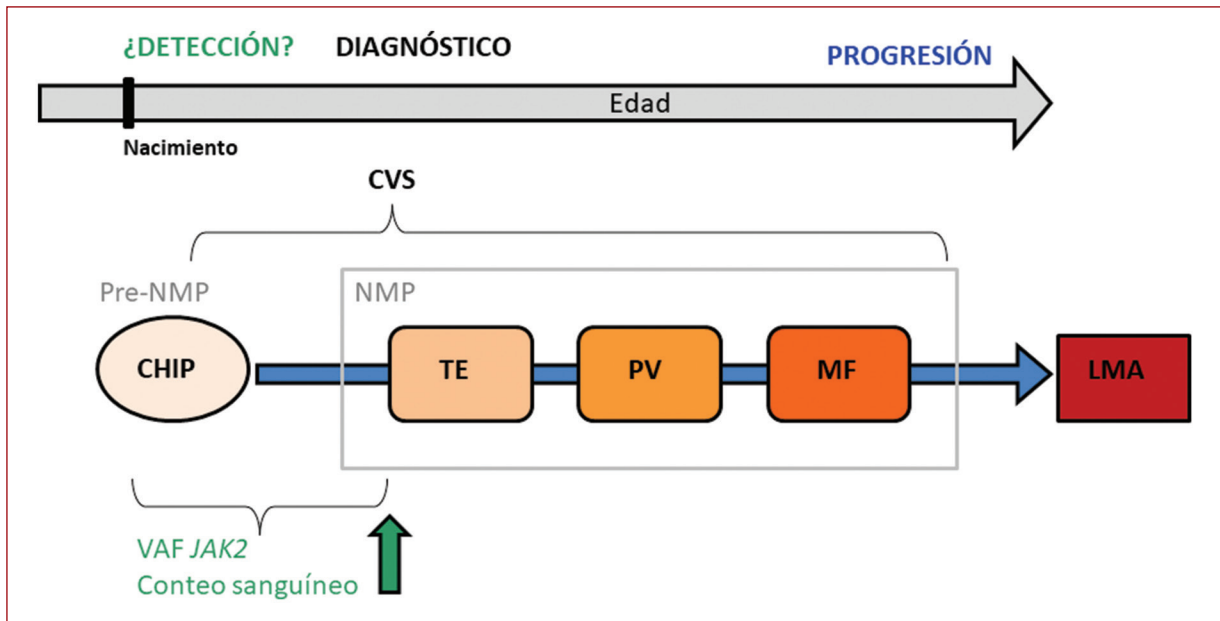 ¿DETECCIÓN? DIAGNÓSTICO PROGRESIÓN
Edad
Nacimiento
CVS
Pre-NMP NMP
CHIP TE PV MF LMA
VAF JAK2
Conteo sanguíneo